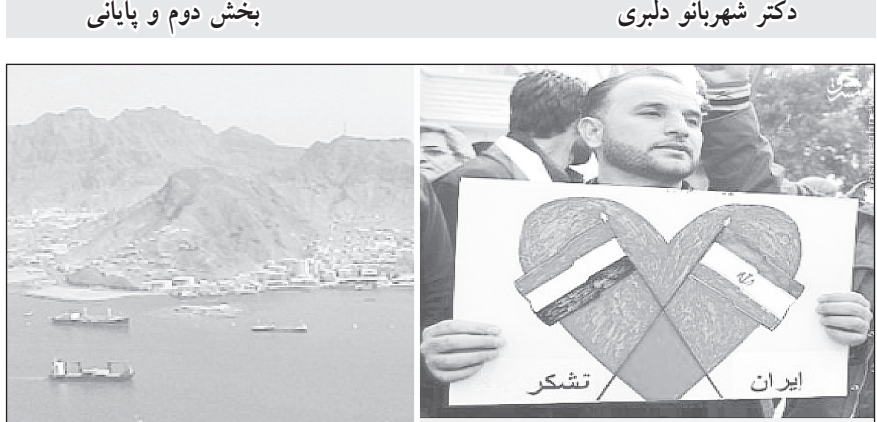 دکتر شهربانو دلبری
بخش دوم و پایانی
ایران
تشکر